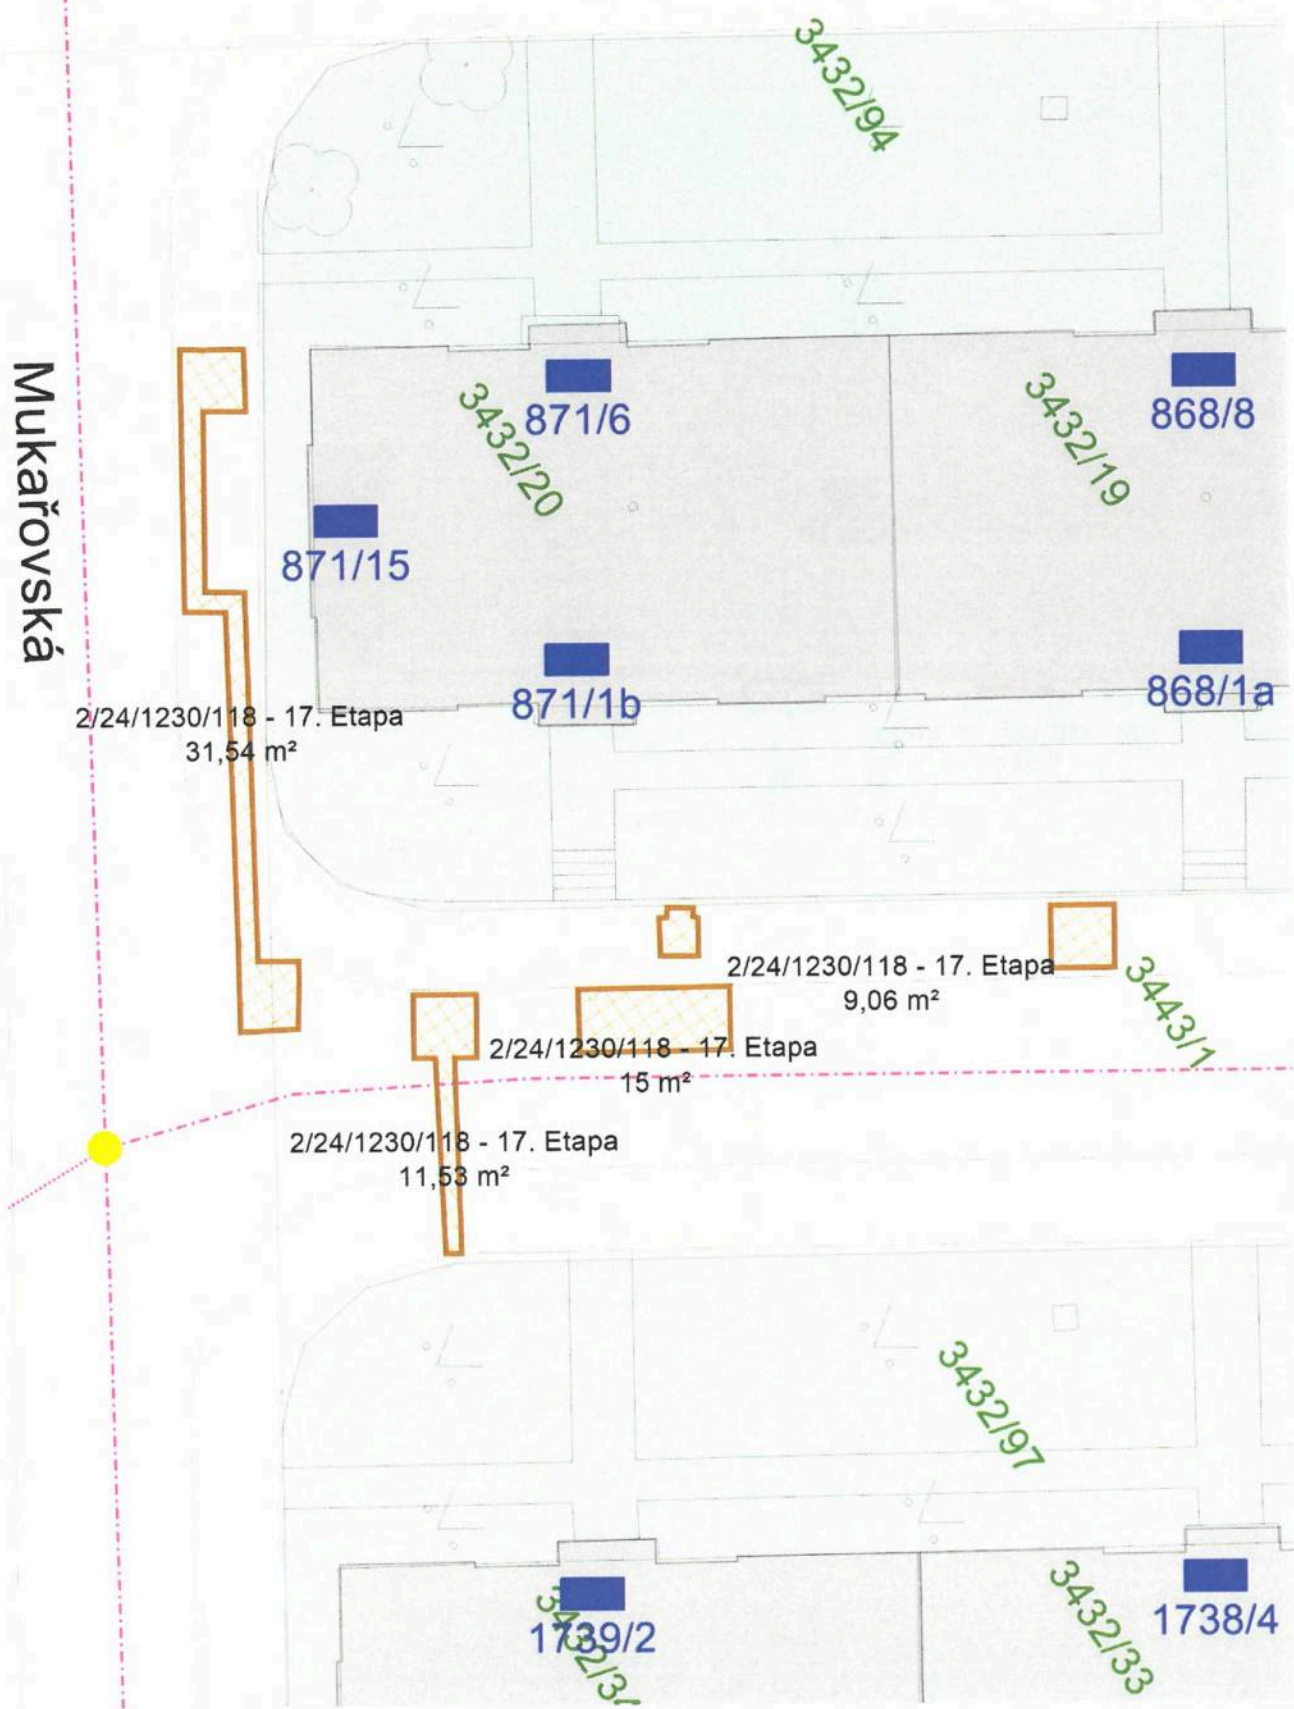 3432/94
871/6
868/8
3432/20
3432/19
Mukařovská
871/15
871/1b
868/1a
2/24/1230/118 - 17. Etapa
31,54 m²
2/24/1230/118 - 17. Etapa
9,06 m²
3443/1
2/24/1230/118 - 17. Etapa
15 m²
2/24/1230/118 - 17. Etapa
11,53 m²
3432/97
1739/2
3432/33
1738/4